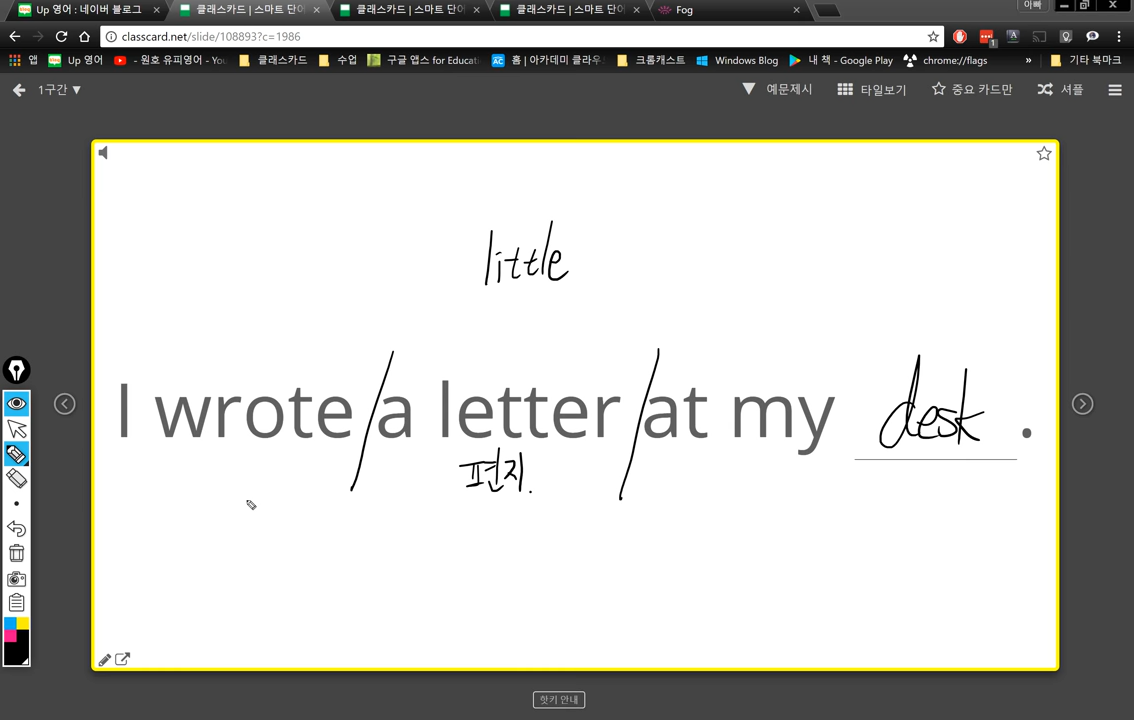 Up 영어 : 네이버 블로그
클래스카드 | 스마트 단어
클래스카드 | 스마트 단어
클래스카드 | 스마트 단어
Fog
아빠
classcard.net/slide/108893?c=1986
앱
Up 영어
- 원호 유피영어 - You
클래스카드
수업
구글 앱스 for Educati
홈 | 아카데미 클라우
크롬캐스트
Windows Blog
내 책 - Google Play
chrome://flags
»
기타 북마크
1구간 ▼
▼ 예문제시
타일보기
중요 카드만
셔플
little
I wrote / a letter / at my desk .
편지.
핫키 안내